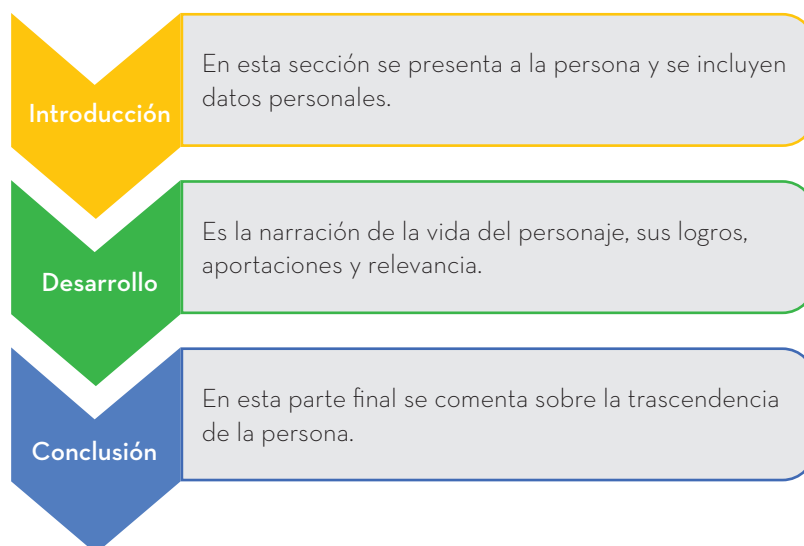 Introducción
En esta sección se presenta a la persona y se incluyen
datos personales.
Desarrollo
Es la narración de la vida del personaje, sus logros,
aportaciones y relevancia.
Conclusión
En esta parte final se comenta sobre la trascendencia
de la persona.